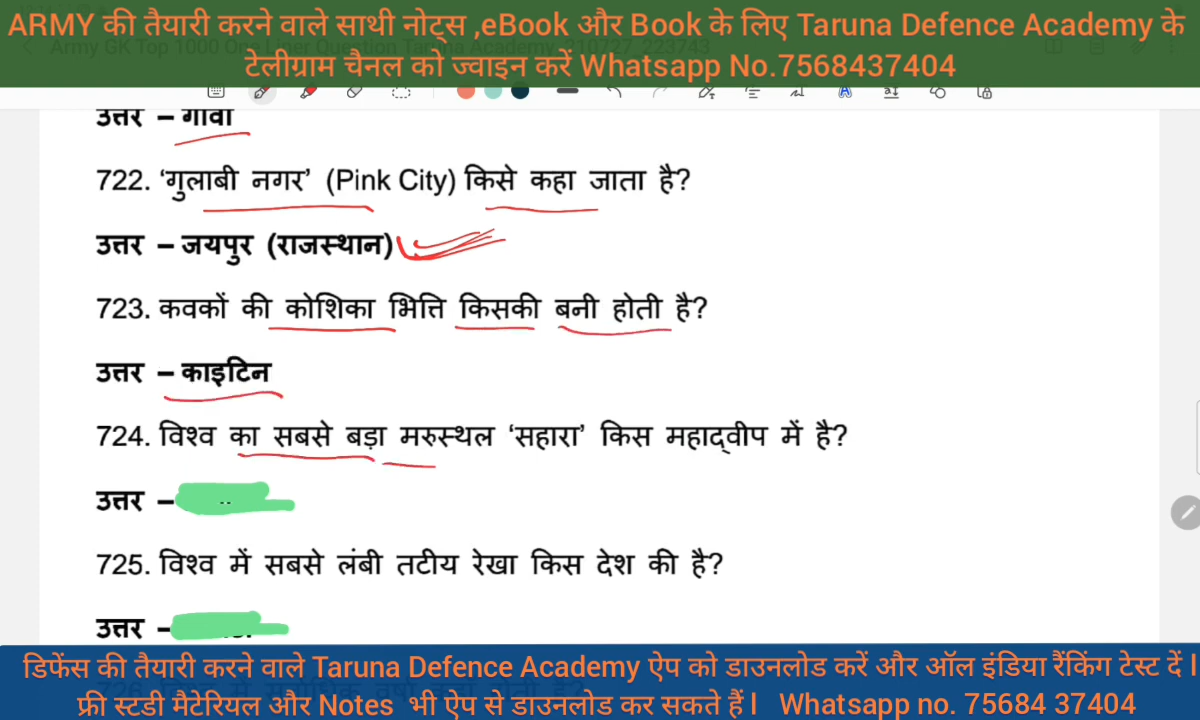 ARMY की तैयारी करने वाले साथी नोट्स ,eBook और Book के लिए Taruna Defence Academy के
टेलीग्राम चैनल को ज्वाइन करें Whatsapp No.7568437404
उत्तर – गोवा
722. ‘गुलाबी नगर’ (Pink City) किसे कहा जाता है?
उत्तर – जयपुर (राजस्थान)
723. कवकों की कोशिका भित्ति किसकी बनी होती है?
उत्तर – काइटिन
724. विश्व का सबसे बड़ा मरुस्थल ‘सहारा’ किस महाद्वीप में है?
उत्तर –
725. विश्व में सबसे लंबी तटीय रेखा किस देश की है?
उत्तर –
डिफेंस की तैयारी करने वाले Taruna Defence Academy ऐप को डाउनलोड करें और ऑल इंडिया रैंकिंग टेस्ट दें।
फ्री स्टडी मैटेरियल और Notes भी ऐप से डाउनलोड कर सकते हैं। Whatsapp no. 75684 37404